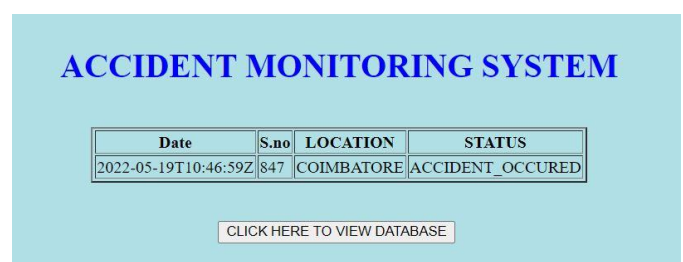 ACCIDENT MONITORING SYSTEM
Date S.no LOCATION STATUS
2022-05-19T10:46:59Z 847 COIMBATORE ACCIDENT_OCCURED
CLICK HERE TO VIEW DATABASE